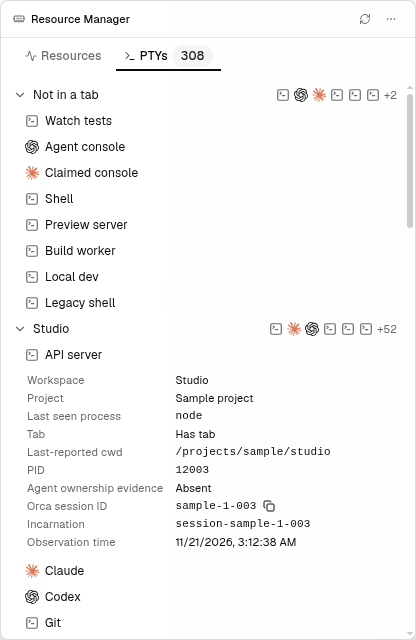 Resource Manager
Resources
PTYs 308
Not in a tab +2
Watch tests
Agent console
Claimed console
Shell
Preview server
Build worker
Local dev
Legacy shell
Studio +52
API server
Workspace Studio
Project Sample project
Last seen process node
Tab Has tab
Last-reported cwd /projects/sample/studio
PID 12003
Agent ownership evidence Absent
Orca session ID sample-1-003
Incarnation session-sample-1-003
Observation time 11/21/2026, 3:12:38 AM
Claude
Codex
Git